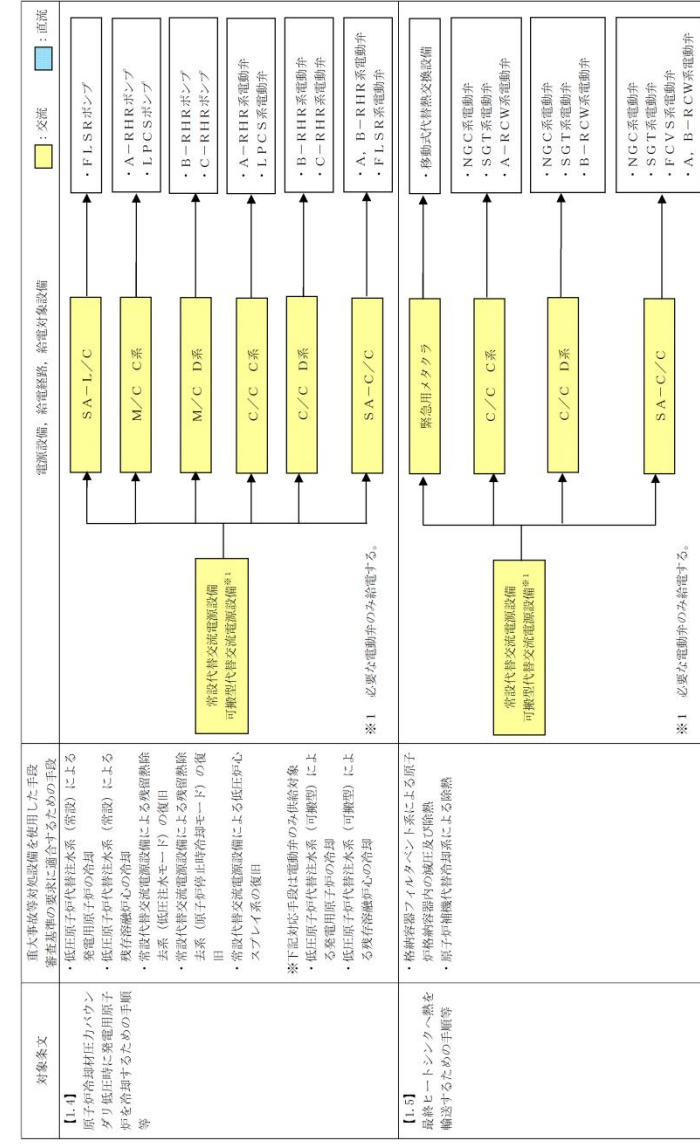 対象条文
重大事故等対処設備を使用した手段
審査基準の要求に適合するための手段
電源設備，給電経路，給電対象設備
：交流
：直流
【1.4】
原子炉冷却材圧力バウン
ダリ低圧時に発電用原子
炉を冷却するための手順
等
・低圧原子炉代替注水系（常設）による
発電用原子炉の冷却
・低圧原子炉代替注水系（常設）による
残存溶融炉心の冷却
・常設代替交流電源設備による残留熱除
去系（低圧注水モード）の復旧
・常設代替交流電源設備による残留熱除
去系（原子炉停止時冷却モード）の復
旧
・常設代替交流電源設備による低圧炉心
スプレイ系の復旧
※下記対応手段は電動弁のみ供給対象
・低圧原子炉代替注水系（可搬型）によ
る発電用原子炉の冷却
・低圧原子炉代替注水系（可搬型）によ
る残存溶融炉心の冷却
常設代替交流電源設備
可搬型代替交流電源設備※１
ＳＡ－Ｌ／Ｃ
・ＦＬＳＲポンプ
Ｍ／Ｃ　Ｃ系
・Ａ－ＲＨＲポンプ
・ＬＰＣＳポンプ
Ｍ／Ｃ　Ｄ系
・Ｂ－ＲＨＲポンプ
・Ｃ－ＲＨＲポンプ
Ｃ／Ｃ　Ｃ系
・Ａ－ＲＨＲ系電動弁
・ＬＰＣＳ系電動弁
Ｃ／Ｃ　Ｄ系
・Ｂ－ＲＨＲ系電動弁
・Ｃ－ＲＨＲ系電動弁
ＳＡ－Ｃ／Ｃ
・Ａ，Ｂ－ＲＨＲ系電動弁
・ＦＬＳＲ系電動弁
※１　必要な電動弁のみ給電する。
【1.5】
最終ヒートシンクへ熱を
輸送するための手順等
・格納容器フィルタベント系による原子
炉格納容器内の減圧及び除熱
・原子炉補機代替冷却系による除熱
常設代替交流電源設備
可搬型代替交流電源設備※１
緊急用メタクラ
・移動式代替熱交換設備
Ｃ／Ｃ　Ｃ系
・ＮＧＣ系電動弁
・ＳＧＴ系電動弁
・Ａ－ＲＣＷ系電動弁
Ｃ／Ｃ　Ｄ系
・ＮＧＣ系電動弁
・ＳＧＴ系電動弁
・Ｂ－ＲＣＷ系電動弁
ＳＡ－Ｃ／Ｃ
・ＮＧＣ系電動弁
・ＳＧＴ系電動弁
・ＦＣＶＳ系電動弁
・Ａ，Ｂ－ＲＣＷ系電動弁
※１　必要な電動弁のみ給電する。